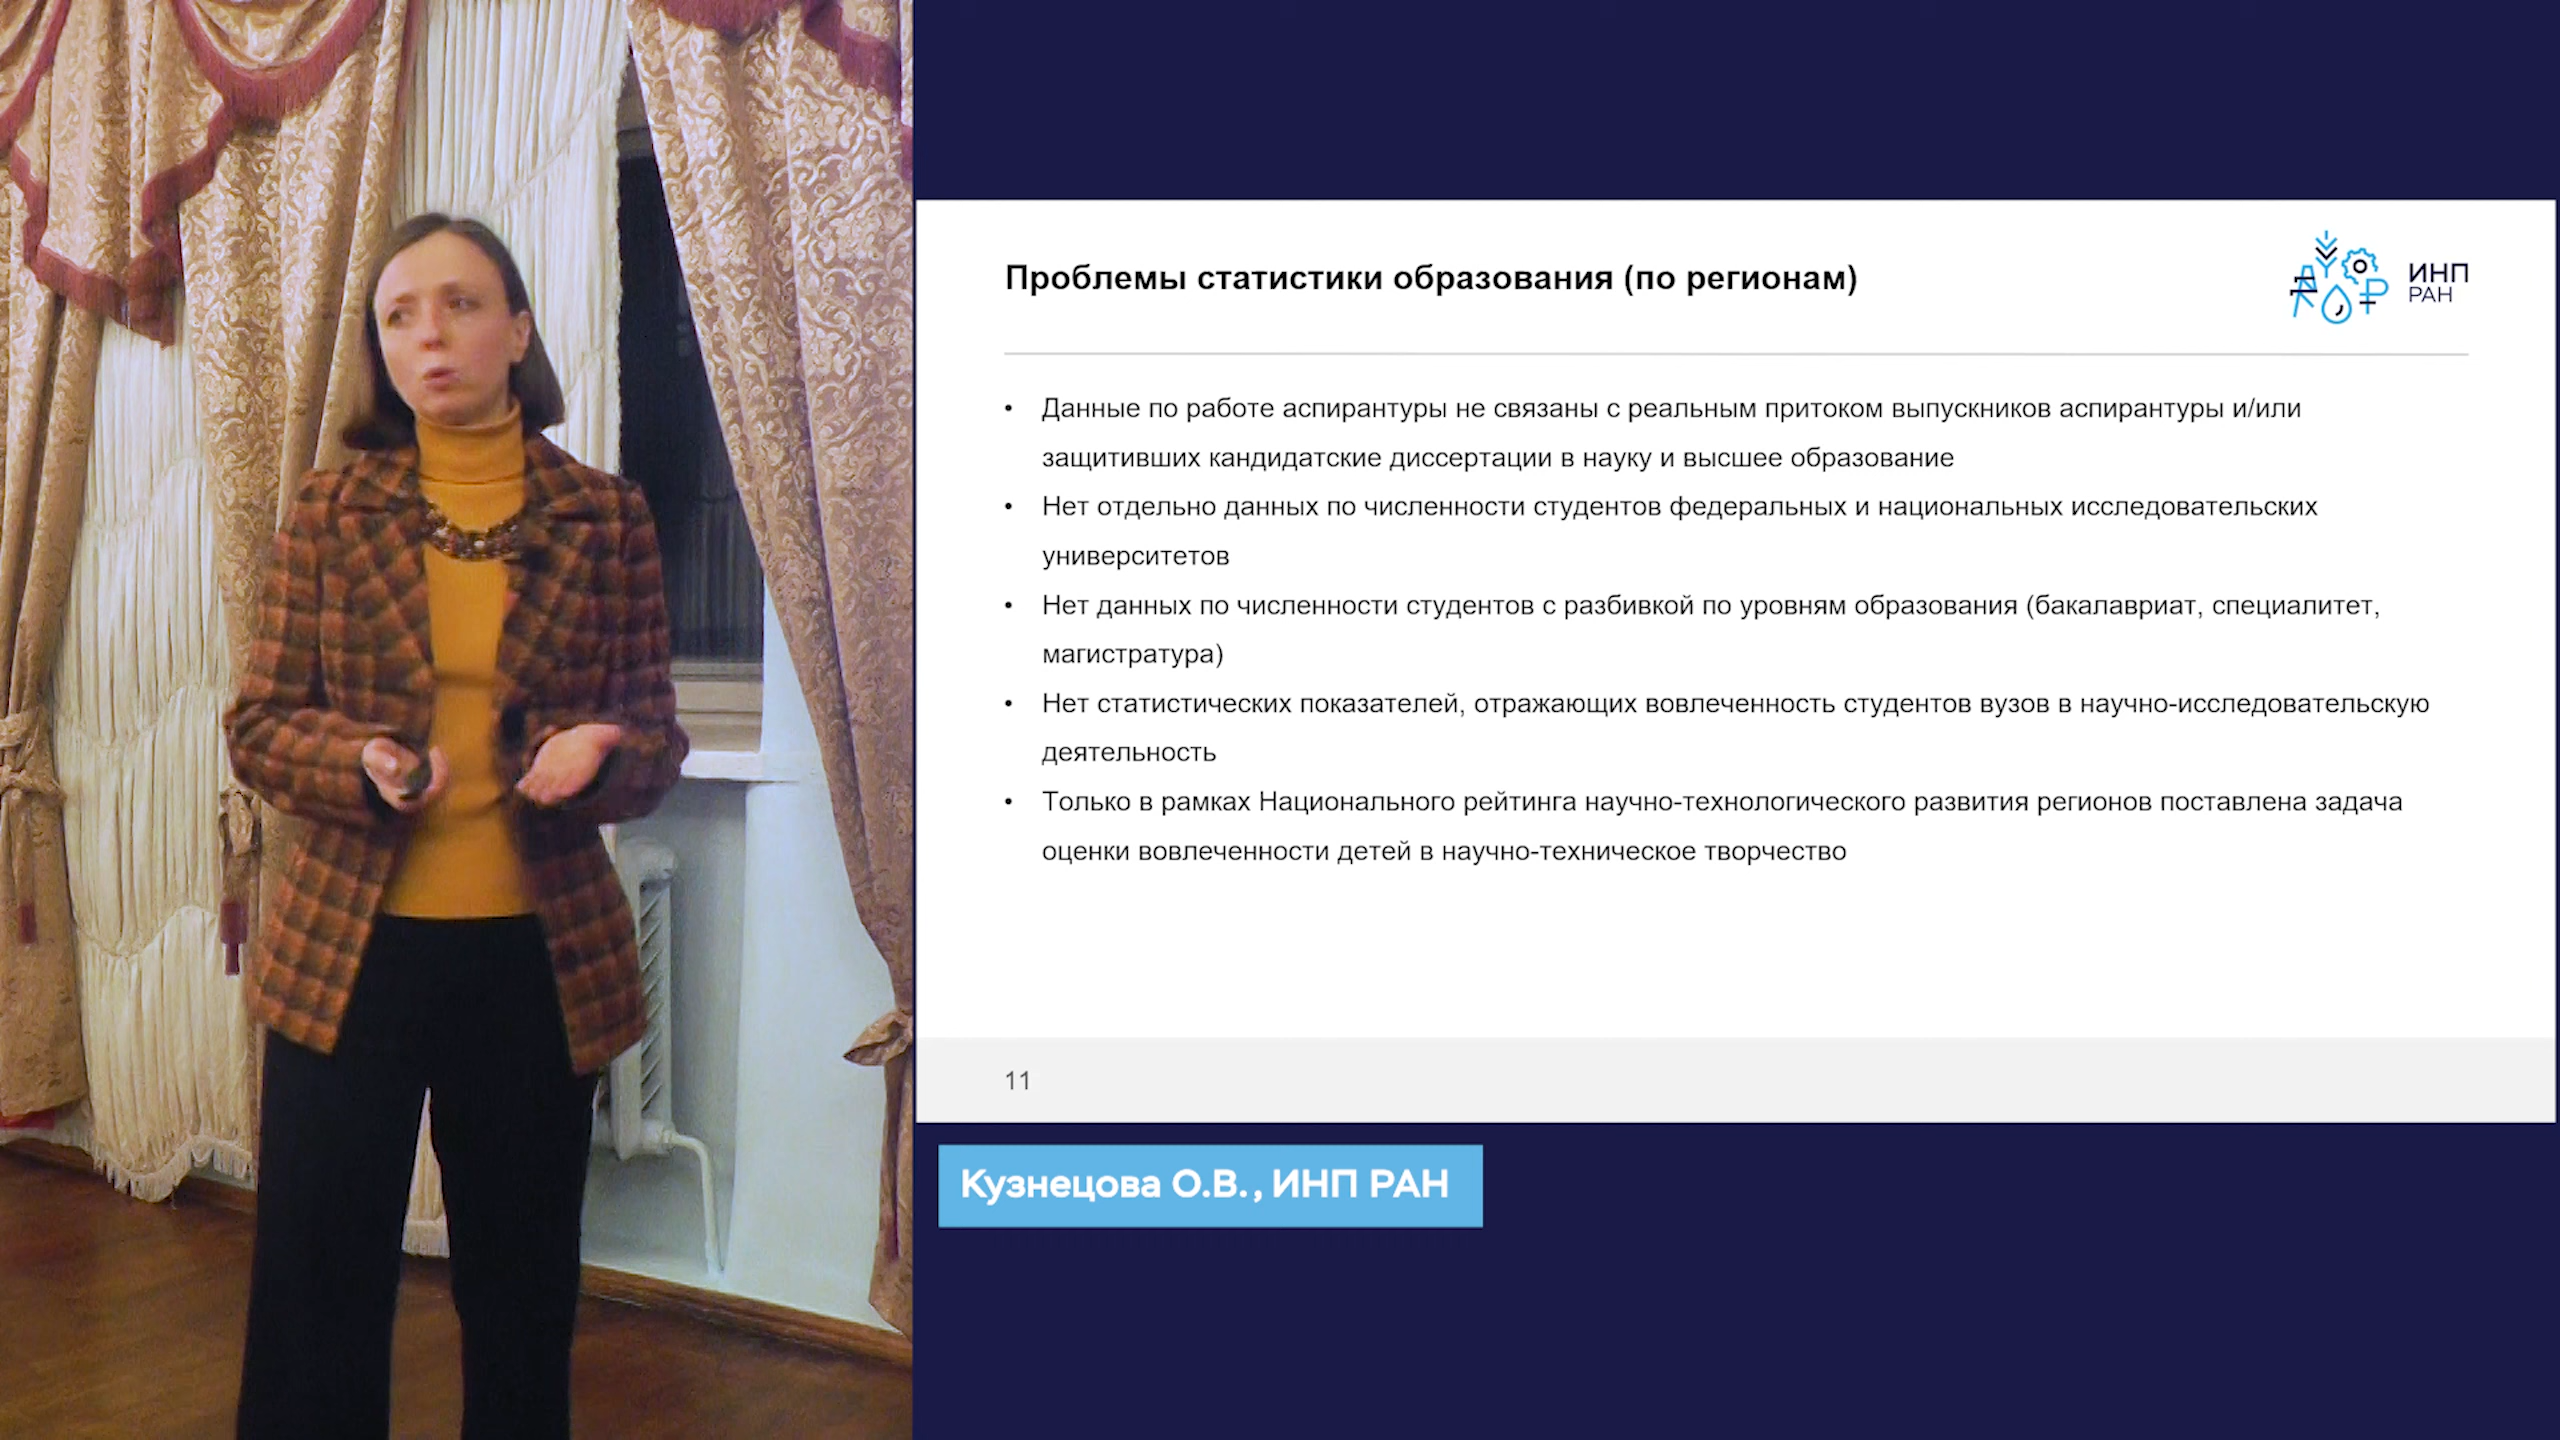 Проблемы статистики образования (по регионам)
ИНП
РАН
• Данные по работе аспирантуры не связаны с реальным притоком выпускников аспирантуры и/или
защитивших кандидатские диссертации в науку и высшее образование
• Нет отдельно данных по численности студентов федеральных и национальных исследовательских
университетов
• Нет данных по численности студентов с разбивкой по уровням образования (бакалавриат, специалитет,
магистратура)
• Нет статистических показателей, отражающих вовлеченность студентов вузов в научно-исследовательскую
деятельность
• Только в рамках Национального рейтинга научно-технологического развития регионов поставлена задача
оценки вовлеченности детей в научно-техническое творчество
11
Кузнецова О.В., ИНП РАН